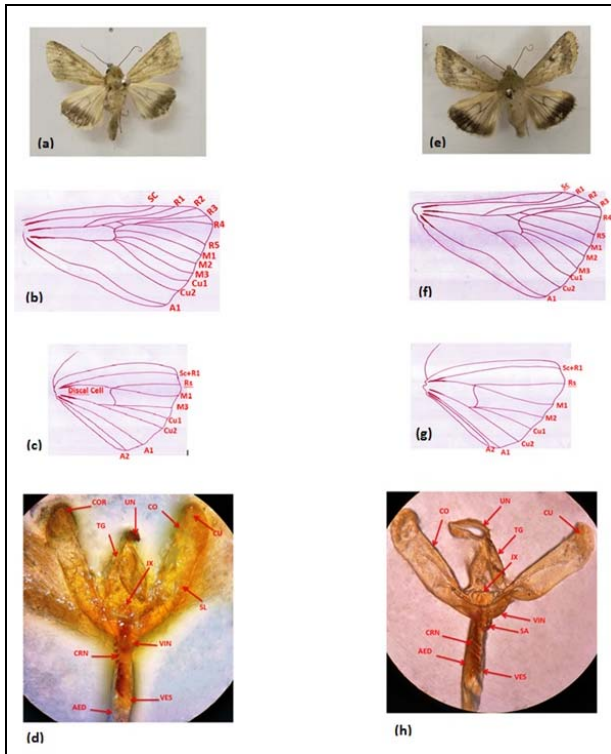 (a)
(e)
SC
R1
R2
R3
R4
R5
M1
M2
M3
Cu1
Cu2
A1
(b)
Sc
R1
R2
R3
R4
R5
M1
M2
M3
Cu1
Cu2
A1
(f)
Sc+R1
Discal Cell
Rs
M1
M3
Cu1
Cu2
A1
A2
(c)
Sc+R1
Rs
M1
M2
Cu1
Cu2
A1
A2
(g)
COR
UN
CO
CU
TG
JX
SL
VIN
CRN
AED
VES
(d)
CO
UN
CU
TG
JX
VIN
SA
CRN
AED
VES
(h)